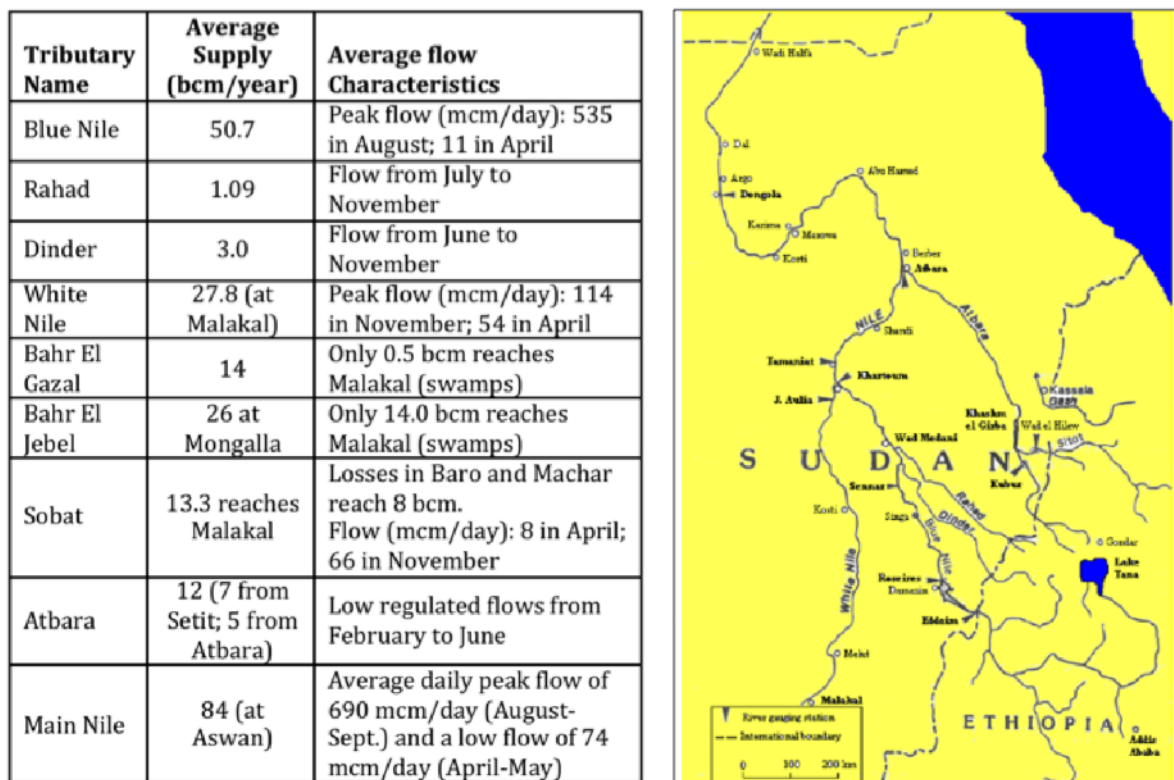 Tributary Name
Average Supply (bcm/year)
Average flow Characteristics
Blue Nile
50.7
Peak flow (mcm/day): 535
in August; 11 in April
Rahad
1.09
Flow from July to
November
Dinder
3.0
Flow from June to
November
White
Nile
27.8 (at
Malakal)
Peak flow (mcm/day): 114
in November; 54 in April
Bahr El
Gazal
14
Only 0.5 bcm reaches
Malakal (swamps)
Bahr El
Jebel
26 at
Mongalla
Only 14.0 bcm reaches
Malakal (swamps)
Sobat
13.3 reaches
Malakal
Losses in Baro and Machar
reach 8 bcm.
Flow (mcm/day): 8 in April;
66 in November
Atbara
12 (7 from
Setit; 5 from
Atbara)
Low regulated flows from
February to June
Main Nile
84 (at
Aswan)
Average daily peak flow of
690 mcm/day (August-
Sept.) and a low flow of 74
mcm/day (April-May)
Wadi Halfa
Dal
Argo
Dongola
Abu Hamed
Karima
Merowe
Korti
Berber
Atbara
NILE
Shendi
Atbara
Tamaniat
Khartoum
J. Aulia
Kassala
Gash
Khashm
el Girba
Wad el Hilew
Sitet
Kubur
Wad Medani
SUDAN
Sennar
Rahad
Dinder
Kosti
Singa
Blue Nile
White Nile
Gondar
Lake
Tana
Roseires
Damazin
Eldeim
Melut
Malakal
River gauging station
International boundary
0 100 200 km
ETHIOPIA
Addis
Ababa